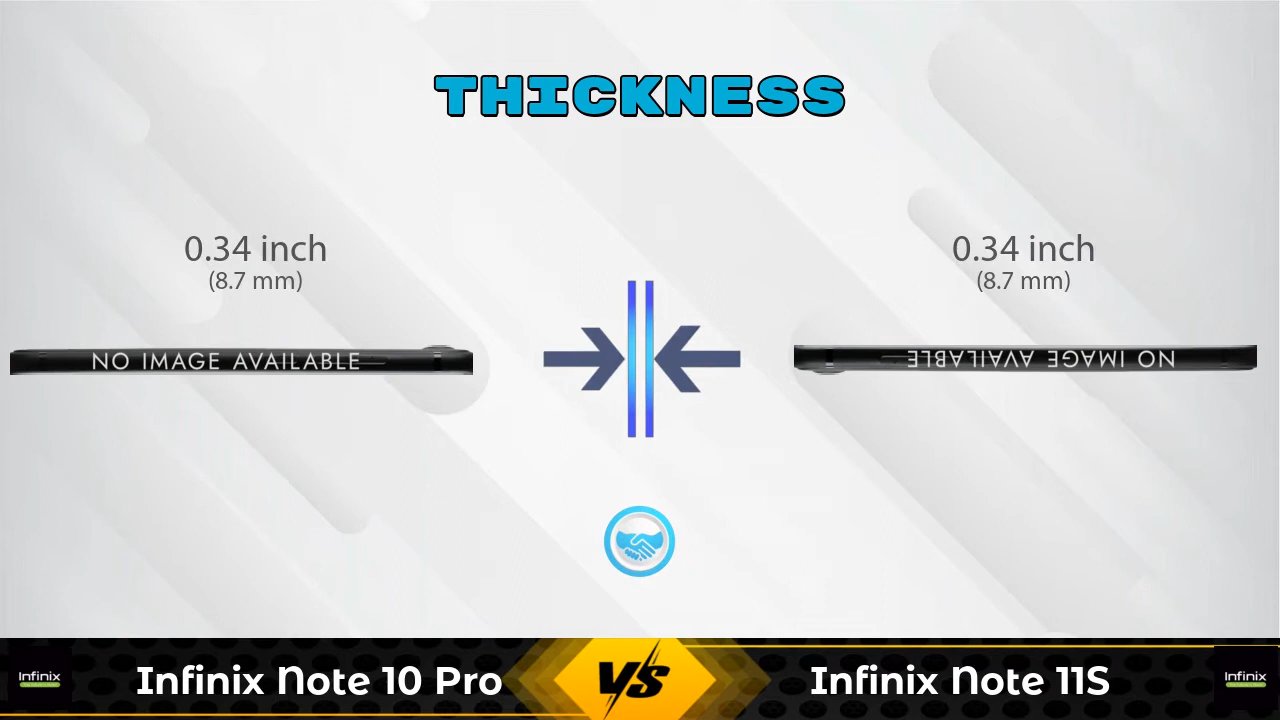 THICKNESS
0.34 inch
(8.7 mm)
0.34 inch
(8.7 mm)
NO IMAGE AVAILABLE
NO IMAGE AVAILABLE
Infinix
Infinix Note 10 Pro
VS
Infinix Note 11S
Infinix